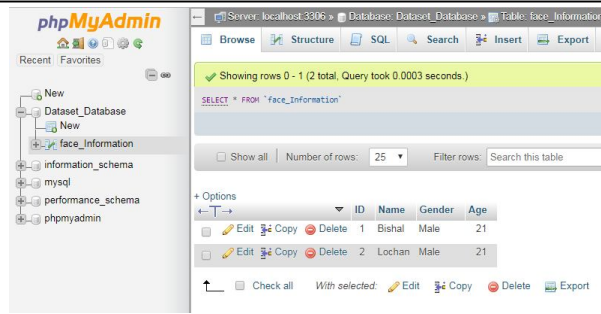 phpMyAdmin
Recent Favorites
New
Dataset_Database
New
face_Information
information_schema
mysql
performance_schema
phpmyadmin
Server: localhost:3306 » Database: Dataset_Database » Table: face_Information
Browse Structure SQL Search Insert Export
Showing rows 0 - 1 (2 total, Query took 0.0003 seconds.)
SELECT * FROM `face_Information`
Show all Number of rows: 25 Filter rows: Search this table
+ Options
←T→ ID Name Gender Age
Edit Copy Delete 1 Bishal Male 21
Edit Copy Delete 2 Lochan Male 21
Check all With selected: Edit Copy Delete Export